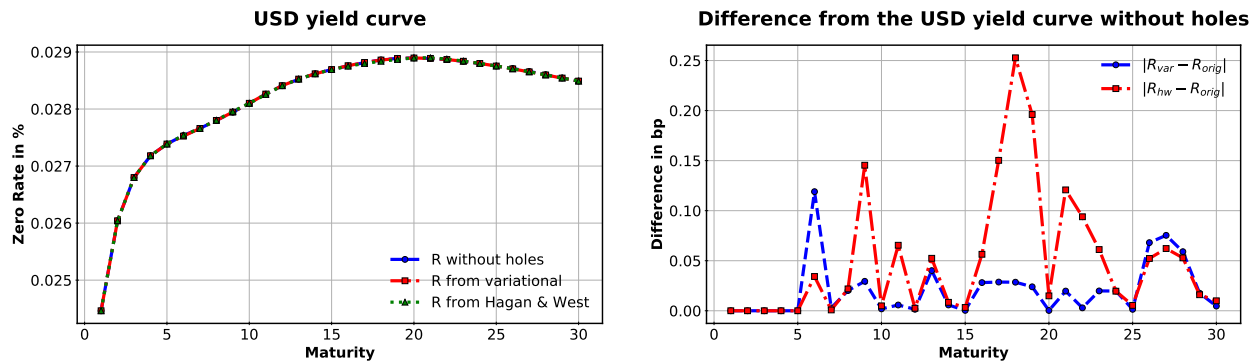 USD yield curve
Zero Rate in %
0.029
0.028
0.027
0.026
0.025
R without holes
R from variational
R from Hagan & West
0 5 10 15 20 25 30
Maturity
Difference from the USD yield curve without holes
Difference in bp
0.25
0.20
0.15
0.10
0.05
0.00
|R_var − R_orig|
|R_hw − R_orig|
0 5 10 15 20 25 30
Maturity